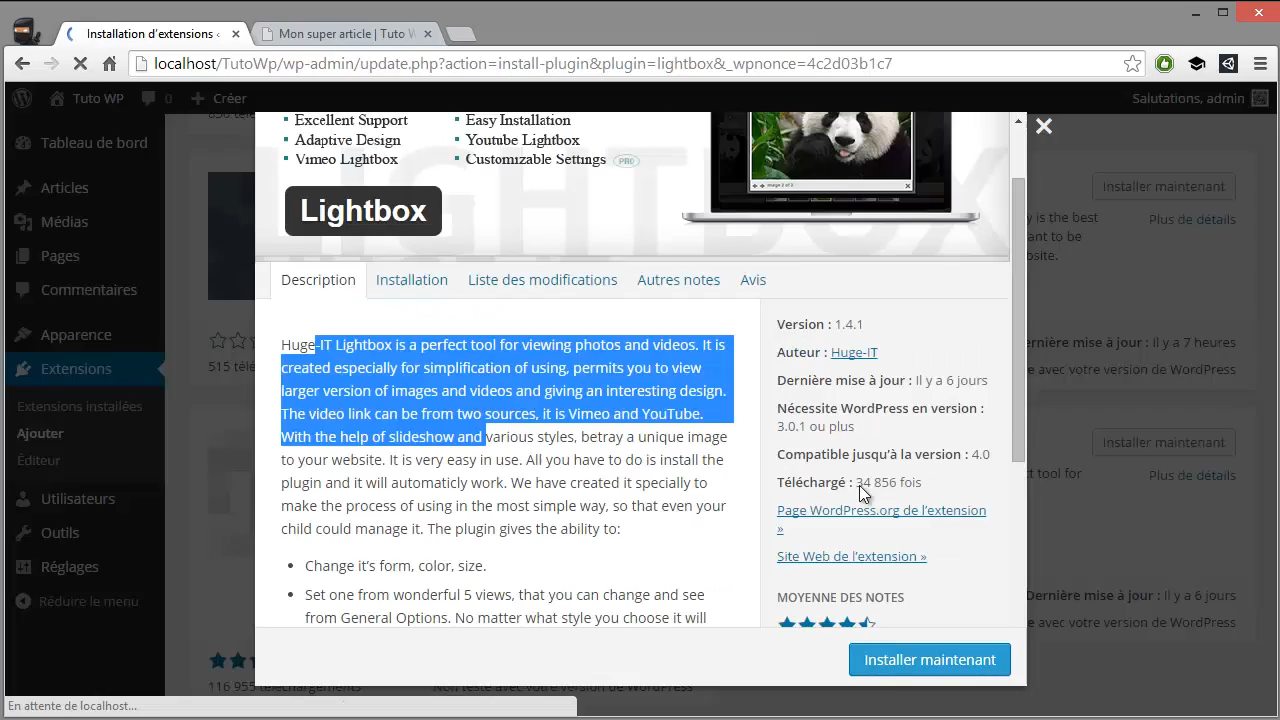 Installation d'extensions ‹
Mon super article | Tuto W
localhost/TutoWp/wp-admin/update.php?action=install-plugin&plugin=lightbox&_wpnonce=4c2d03b1c7
Tuto WP
0
Créer
Salutations, admin
Tableau de bord
Articles
Médias
Pages
Commentaires
Apparence
Extensions
Extensions installées
Ajouter
Éditeur
Utilisateurs
Outils
Réglages
Réduire le menu
Excellent Support
Easy Installation
Adaptive Design
Youtube Lightbox
Vimeo Lightbox
Customizable Settings PRO
image 2 of 2
Lightbox
Description
Installation
Liste des modifications
Autres notes
Avis
Huge-IT Lightbox is a perfect tool for viewing photos and videos. It is
created especially for simplification of using, permits you to view
larger version of images and videos and giving an interesting design.
The video link can be from two sources, it is Vimeo and YouTube.
With the help of slideshow and various styles, betray a unique image
to your website. It is very easy in use. All you have to do is install the
plugin and it will automaticly work. We have created it specially to
make the process of using in the most simple way, so that even your
child could manage it. The plugin gives the ability to:
Change it's form, color, size.
Set one from wonderful 5 views, that you can change and see
from General Options. No matter what style you choose it will
Version : 1.4.1
Auteur : Huge-IT
Dernière mise à jour : Il y a 6 jours
Nécessite WordPress en version :
3.0.1 ou plus
Compatible jusqu'à la version : 4.0
Téléchargé : 34 856 fois
Page WordPress.org de l'extension
»
Site Web de l'extension »
MOYENNE DES NOTES
Installer maintenant
Installer maintenant
Plus de détails
y is the best
ant to be
osite.
ernière mise à jour : Il y a 7 heures
e avec votre version de WordPress
Installer maintenant
Plus de détails
t tool for
Dernière mise à jour : Il y a 6 jours
e avec votre version de WordPress
515 té
116 955 téléchargements
Non testé avec votre version de WordPress
En attente de localhost...